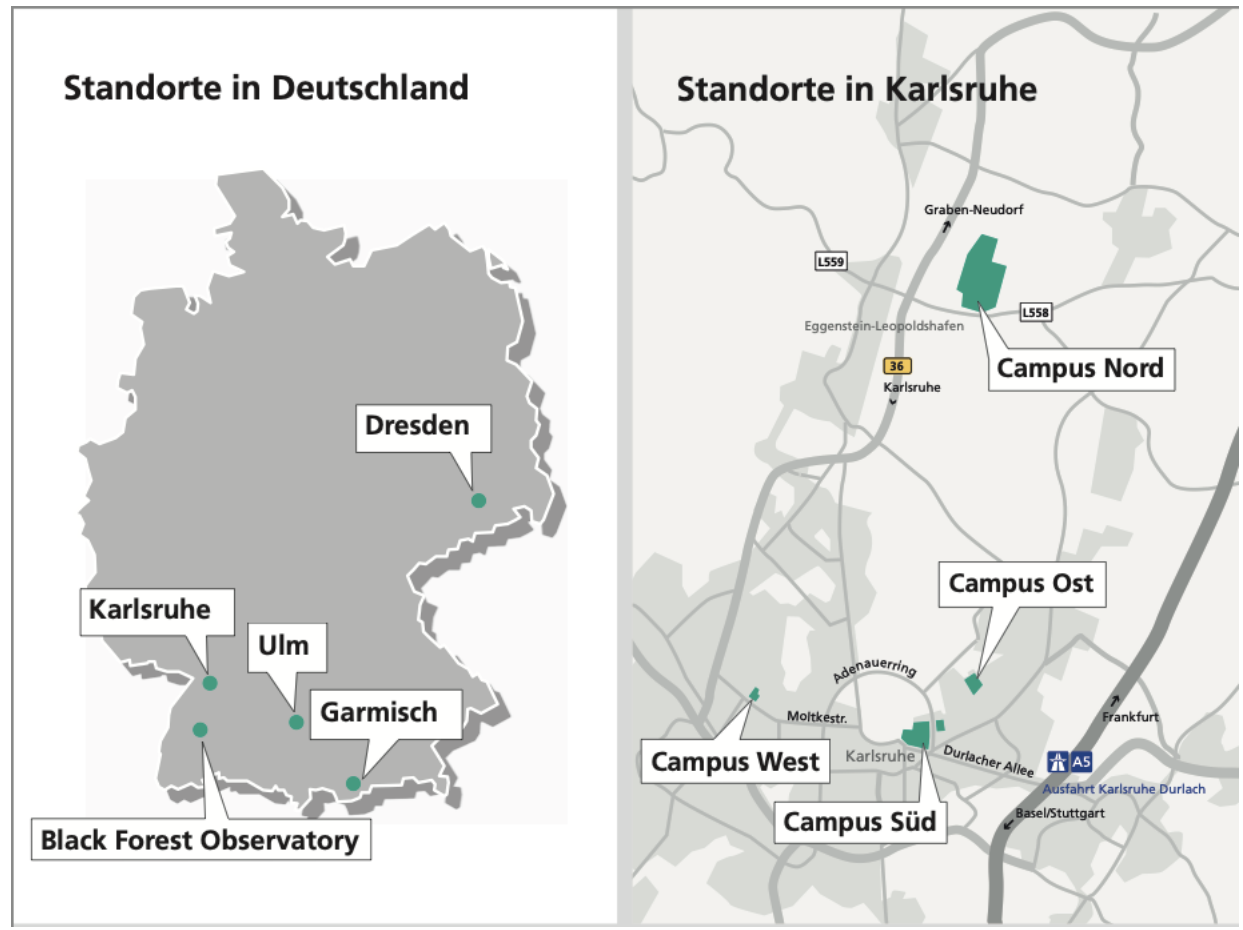 Standorte in Deutschland
Dresden
Karlsruhe
Ulm
Garmisch
Black Forest Observatory
Standorte in Karlsruhe
Graben-Neudorf
L559
L558
Eggenstein-Leopoldshafen
Campus Nord
36
Karlsruhe
Campus Ost
Adenauerring
Moltkestr.
Frankfurt
Campus West
Karlsruhe
Durlacher Allee
A5
Ausfahrt Karlsruhe Durlach
Campus Süd
Basel/Stuttgart